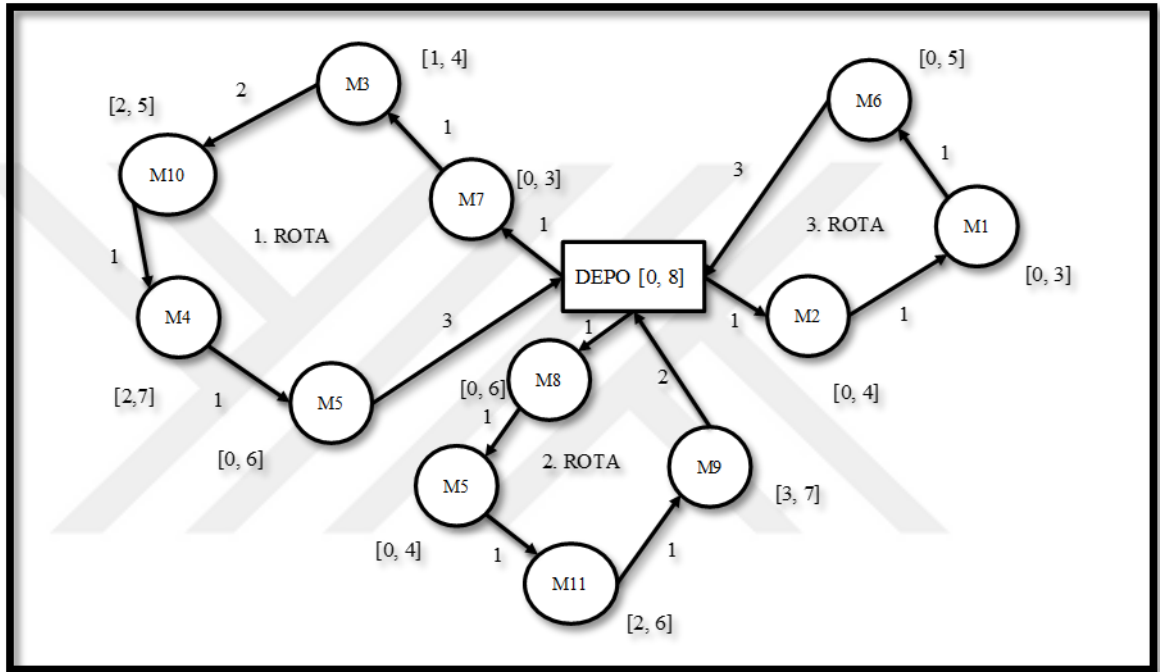 [1, 4]
M3
2
[2, 5]
1
M10
M7
[0, 3]
1
1. ROTA
1
M4
[2,7]
1
M5
[0, 6]
3
DEPO [0, 8]
1
M8
[0, 6]
1
2. ROTA
M5
[0, 4]
1
M11
[2, 6]
1
M9
[3, 7]
2
[0, 5]
M6
1
3
3. ROTA
M1
[0, 3]
1
M2
1
[0, 4]